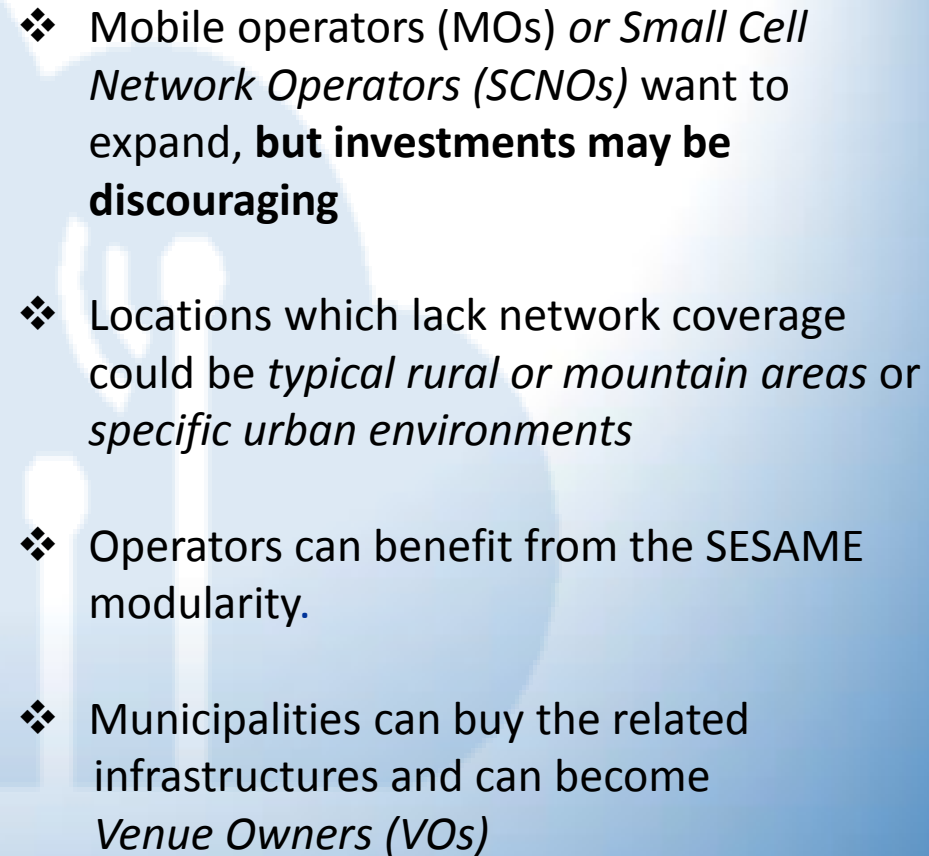 ❖ Mobile operators (MOs) or Small Cell
Network Operators (SCNOs) want to
expand, but investments may be
discouraging
❖ Locations which lack network coverage
could be typical rural or mountain areas or
specific urban environments
❖ Operators can benefit from the SESAME
modularity.
❖ Municipalities can buy the related
infrastructures and can become
Venue Owners (VOs)